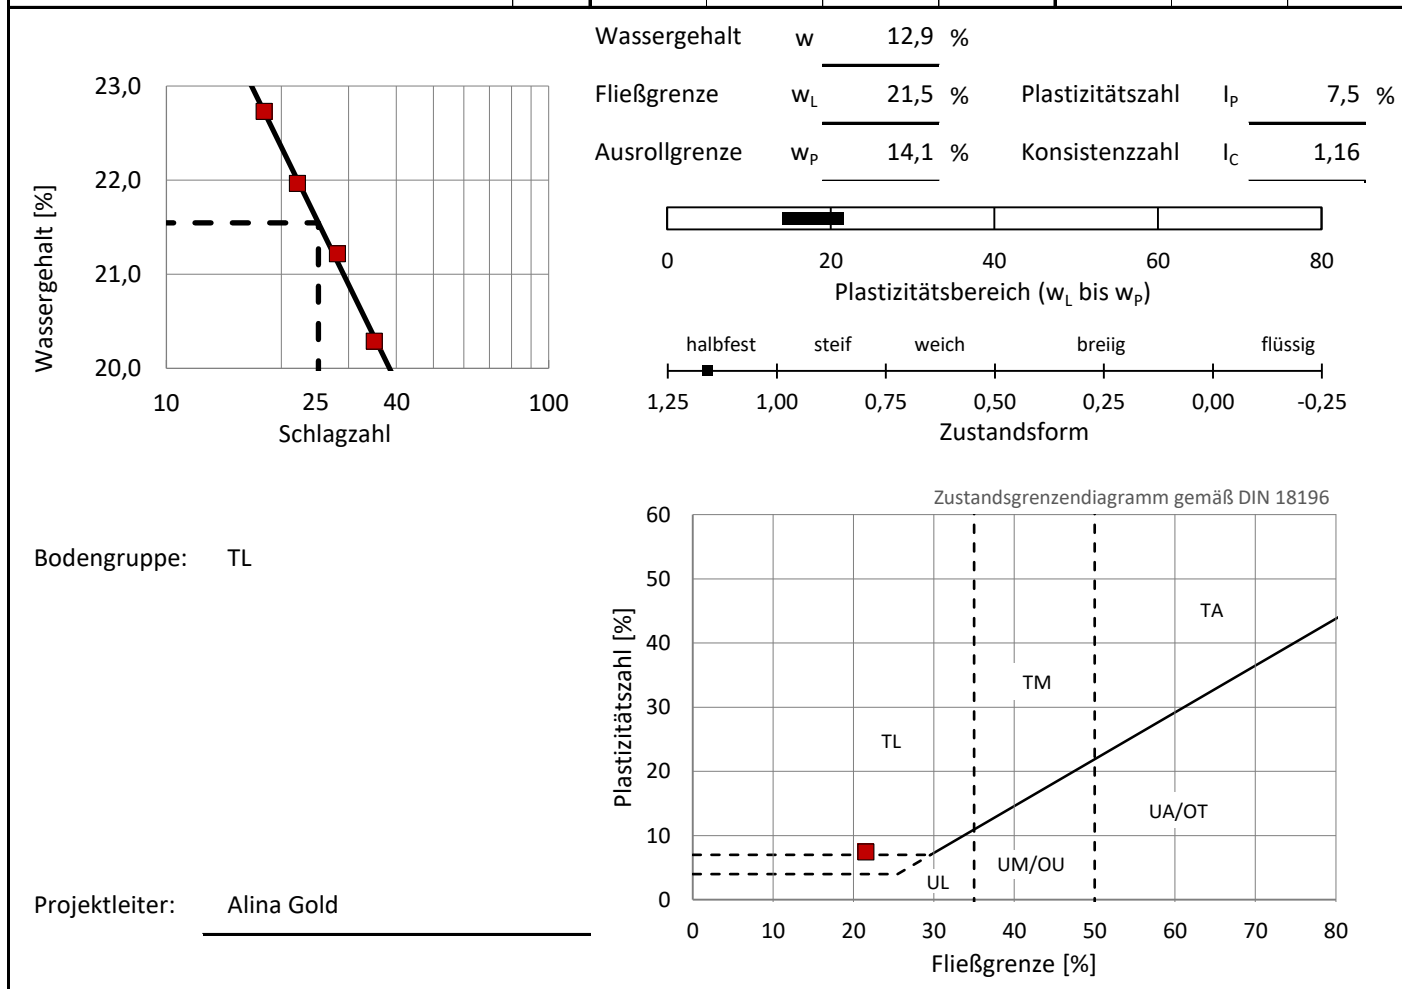 Wassergehalt w 12,9 %
Fließgrenze wL 21,5 % Plastizitätszahl IP 7,5 %
Ausrollgrenze wP 14,1 % Konsistenzzahl IC 1,16
23,0
22,0
21,0
20,0
Wassergehalt [%]
10 25 40 100
Schlagzahl
0 20 40 60 80
Plastizitätsbereich (wL bis wP)
halbfest steif weich breiig flüssig
1,25 1,00 0,75 0,50 0,25 0,00 -0,25
Zustandsform
Zustandsgrenzendiagramm gemäß DIN 18196
Bodengruppe: TL
60
50
40
30
20
10
0
Plastizitätszahl [%]
TA
TM
TL
UA/OT
UM/OU
UL
0 10 20 30 40 50 60 70 80
Fließgrenze [%]
Projektleiter: Alina Gold